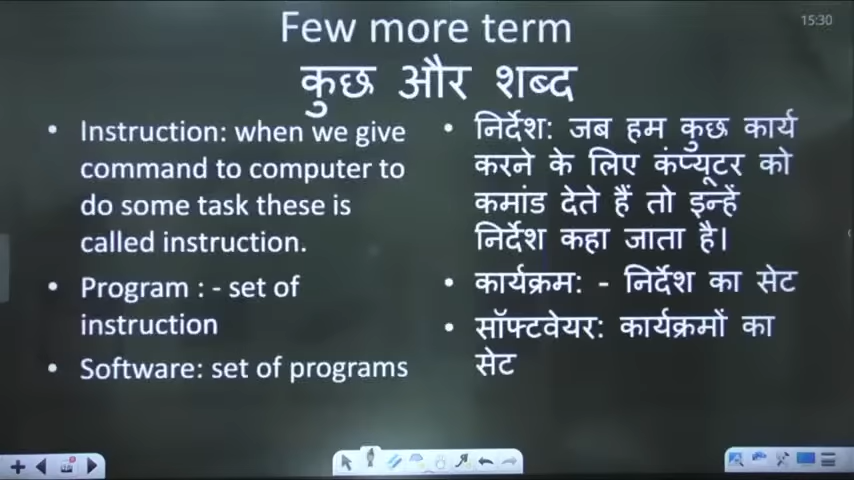 15:30
Few more term
कुछ और शब्द
• Instruction: when we give
command to computer to
do some task these is
called instruction.
• Program : - set of
instruction
• Software: set of programs
• निर्देश: जब हम कुछ कार्य
करने के लिए कंप्यूटर को
कमांड देते हैं तो इन्हें
निर्देश कहा जाता है।
• कार्यक्रम: - निर्देश का सेट
• सॉफ्टवेयर: कार्यक्रमों का
सेट